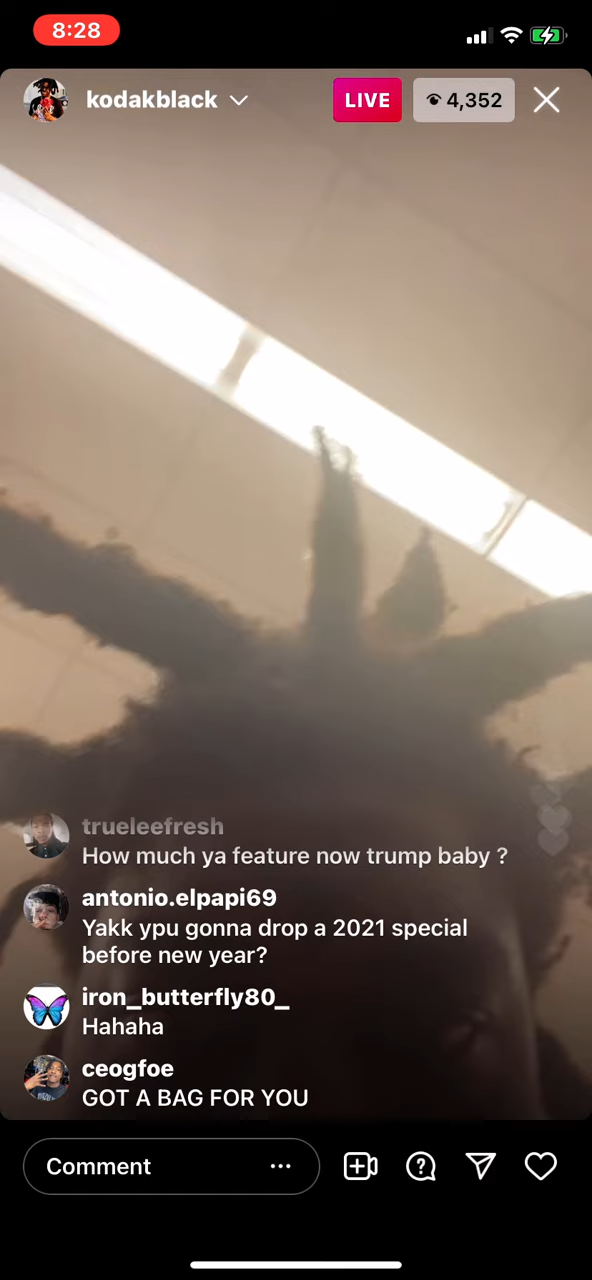 8:28
kodakblack
LIVE
4,352
trueleefresh
How much ya feature now trump baby ?
antonio.elpapi69
Yakk ypu gonna drop a 2021 special
before new year?
iron_butterfly80_
Hahaha
ceogfoe
GOT A BAG FOR YOU
Comment